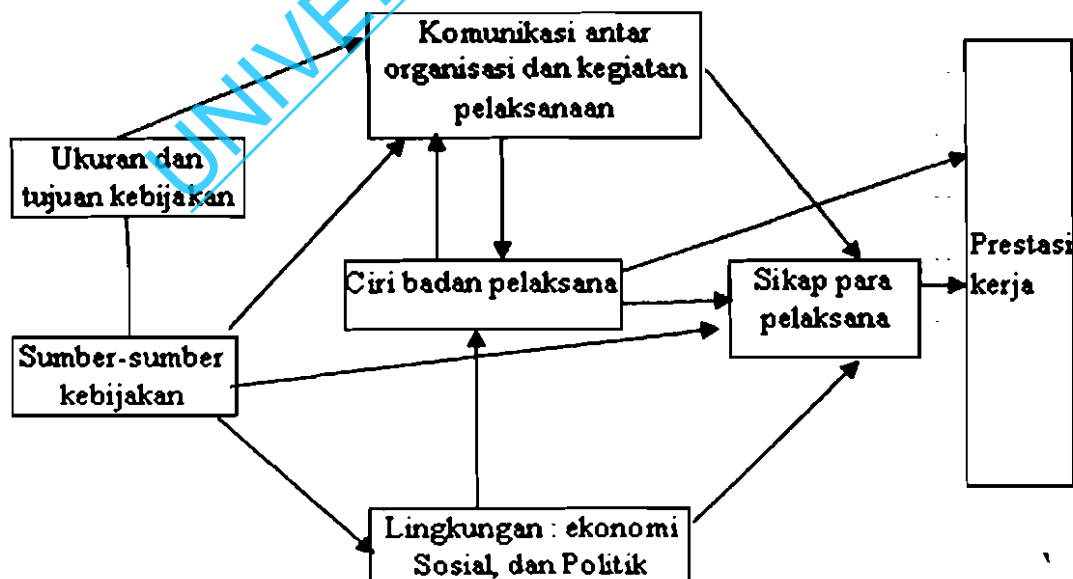 Komunikasi antar
organisasi dan kegiatan
pelaksanaan
Ukuran dan
tujuan kebijakan
Prestasi
kerja
Ciri badan pelaksana
Sikap para
pelaksana
Sumber-sumber
kebijakan
Lingkungan : ekonomi
Sosial, dan Politik